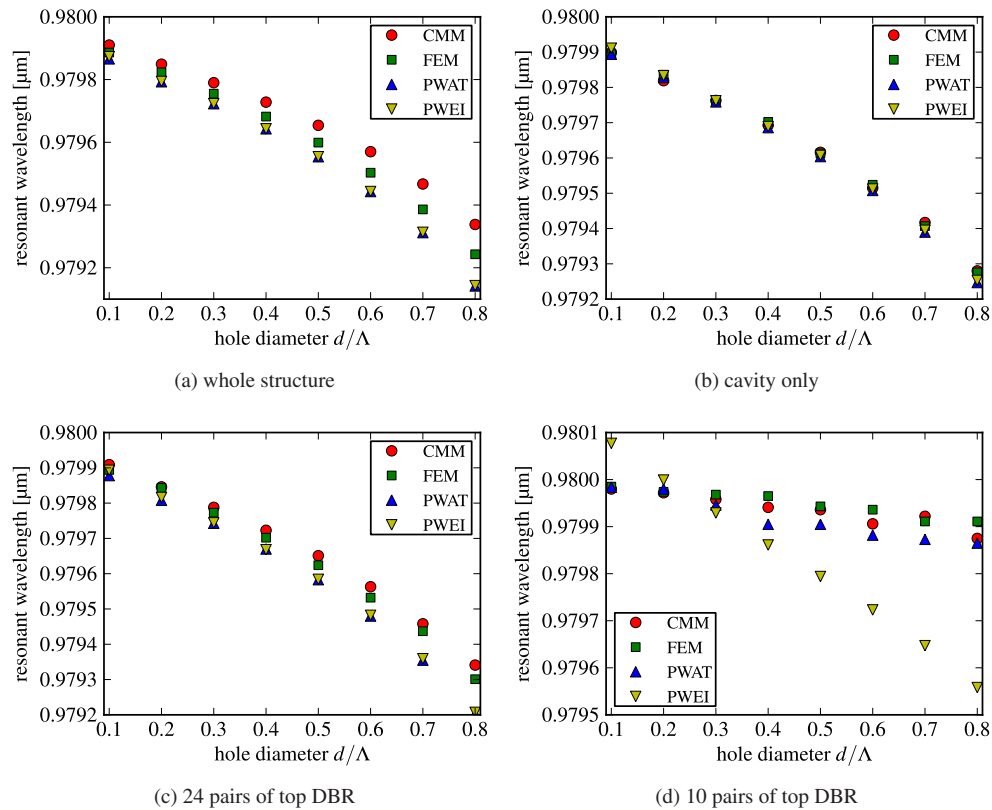 0.9800
0.9798
0.9796
0.9794
0.9792
0.1 0.2 0.3 0.4 0.5 0.6 0.7 0.8
resonant wavelength [μm]
hole diameter d/Λ
CMM
FEM
PWAT
PWEI
(a) whole structure
0.9800
0.9799
0.9798
0.9797
0.9796
0.9795
0.9794
0.9793
0.9792
0.1 0.2 0.3 0.4 0.5 0.6 0.7 0.8
resonant wavelength [μm]
hole diameter d/Λ
CMM
FEM
PWAT
PWEI
(b) cavity only
0.9800
0.9799
0.9798
0.9797
0.9796
0.9795
0.9794
0.9793
0.9792
0.1 0.2 0.3 0.4 0.5 0.6 0.7 0.8
resonant wavelength [μm]
hole diameter d/Λ
CMM
FEM
PWAT
PWEI
(c) 24 pairs of top DBR
0.9801
0.9800
0.9799
0.9798
0.9797
0.9796
0.9795
0.1 0.2 0.3 0.4 0.5 0.6 0.7 0.8
resonant wavelength [μm]
hole diameter d/Λ
CMM
FEM
PWAT
PWEI
(d) 10 pairs of top DBR